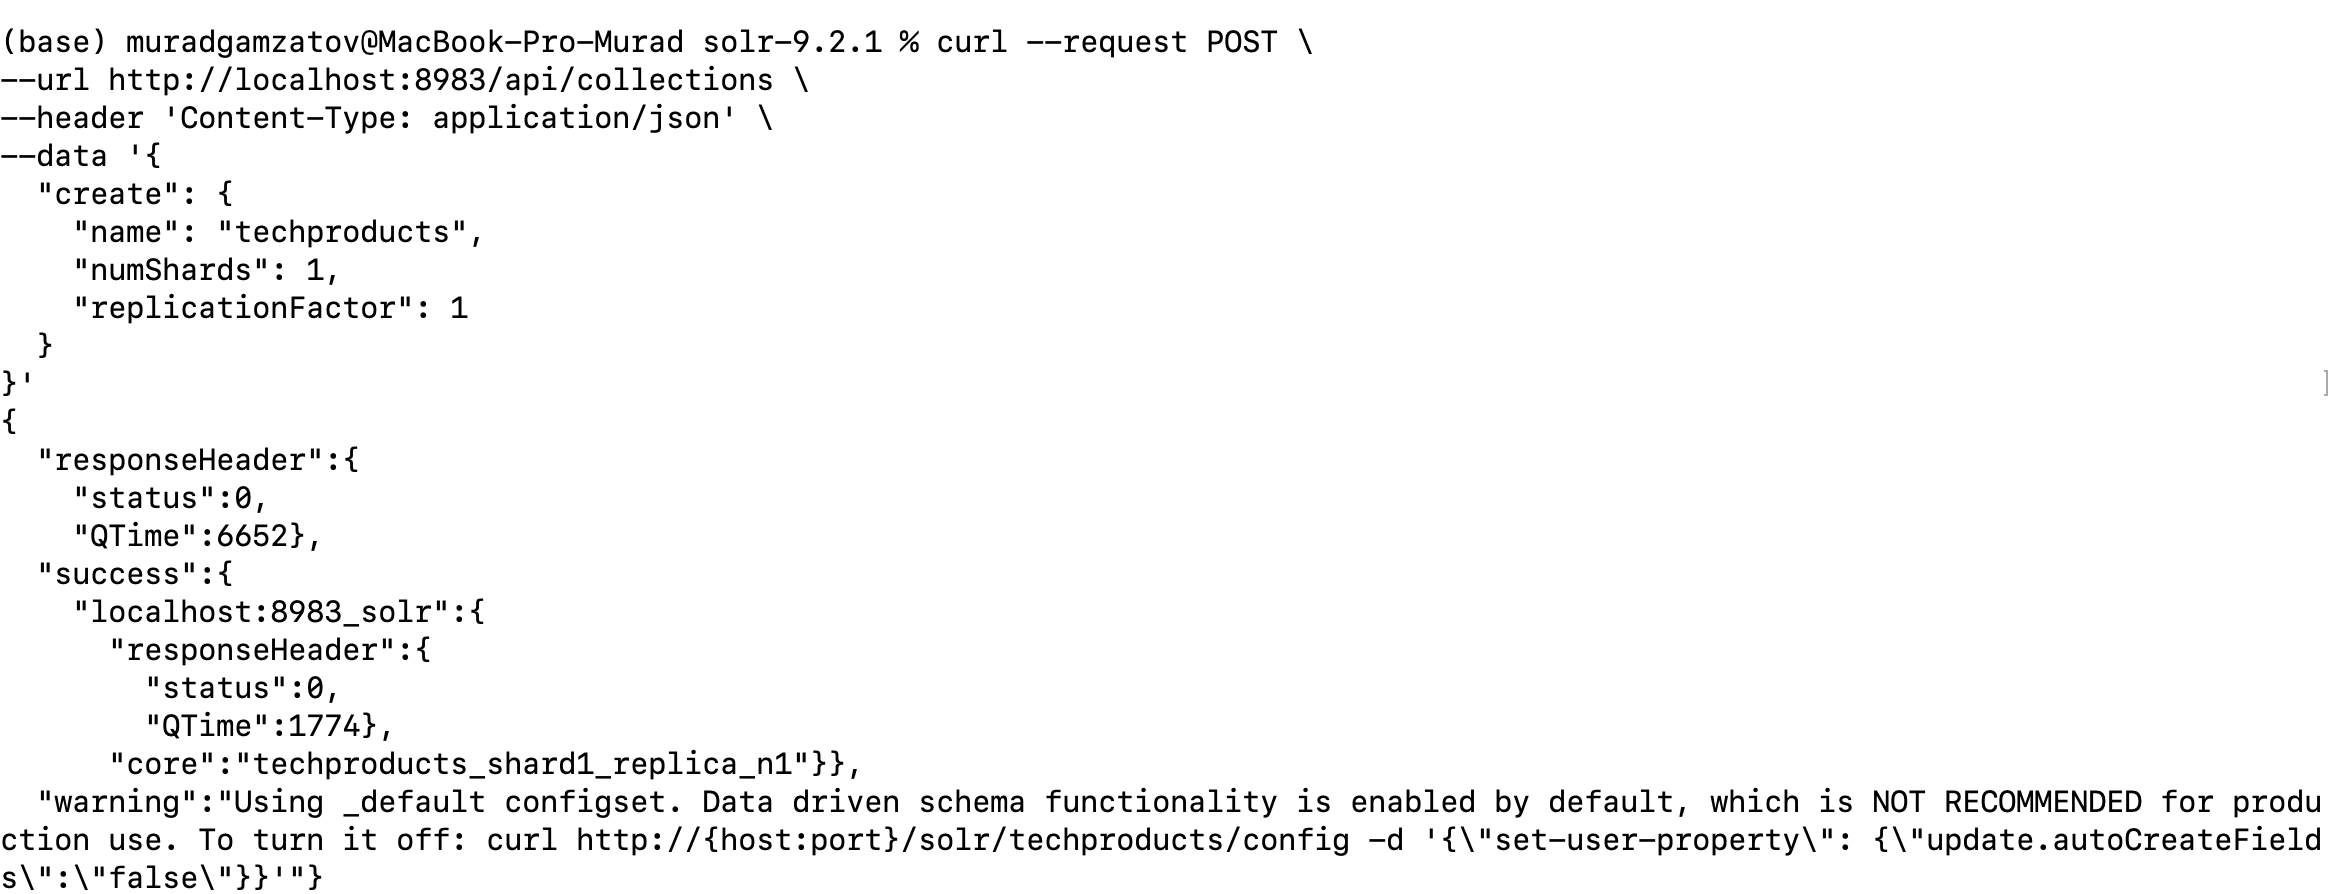 (base) muradgamzatov@MacBook-Pro-Murad solr-9.2.1 % curl --request POST \
--url http://localhost:8983/api/collections \
--header 'Content-Type: application/json' \
--data '{
  "create": {
    "name": "techproducts",
    "numShards": 1,
    "replicationFactor": 1
  }
}'
{
  "responseHeader":{
    "status":0,
    "QTime":6652},
  "success":{
    "localhost:8983_solr":{
      "responseHeader":{
        "status":0,
        "QTime":1774},
      "core":"techproducts_shard1_replica_n1"}},
  "warning":"Using _default configset. Data driven schema functionality is enabled by default, which is NOT RECOMMENDED for produ
ction use. To turn it off: curl http://{host:port}/solr/techproducts/config -d '{\"set-user-property\": {\"update.autoCreateField
s\":\"false\"}}'"}